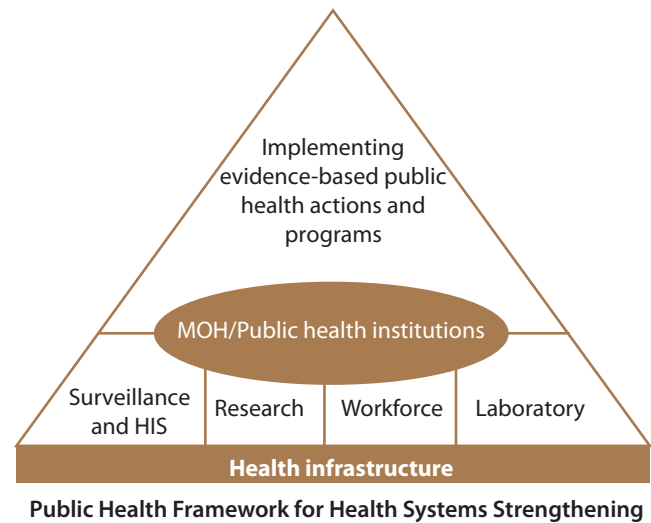 Implementing
evidence-based public
health actions and
programs
MOH/Public health institutions
Surveillance
and HIS
Research
Workforce
Laboratory
Health infrastructure
Public Health Framework for Health Systems Strengthening